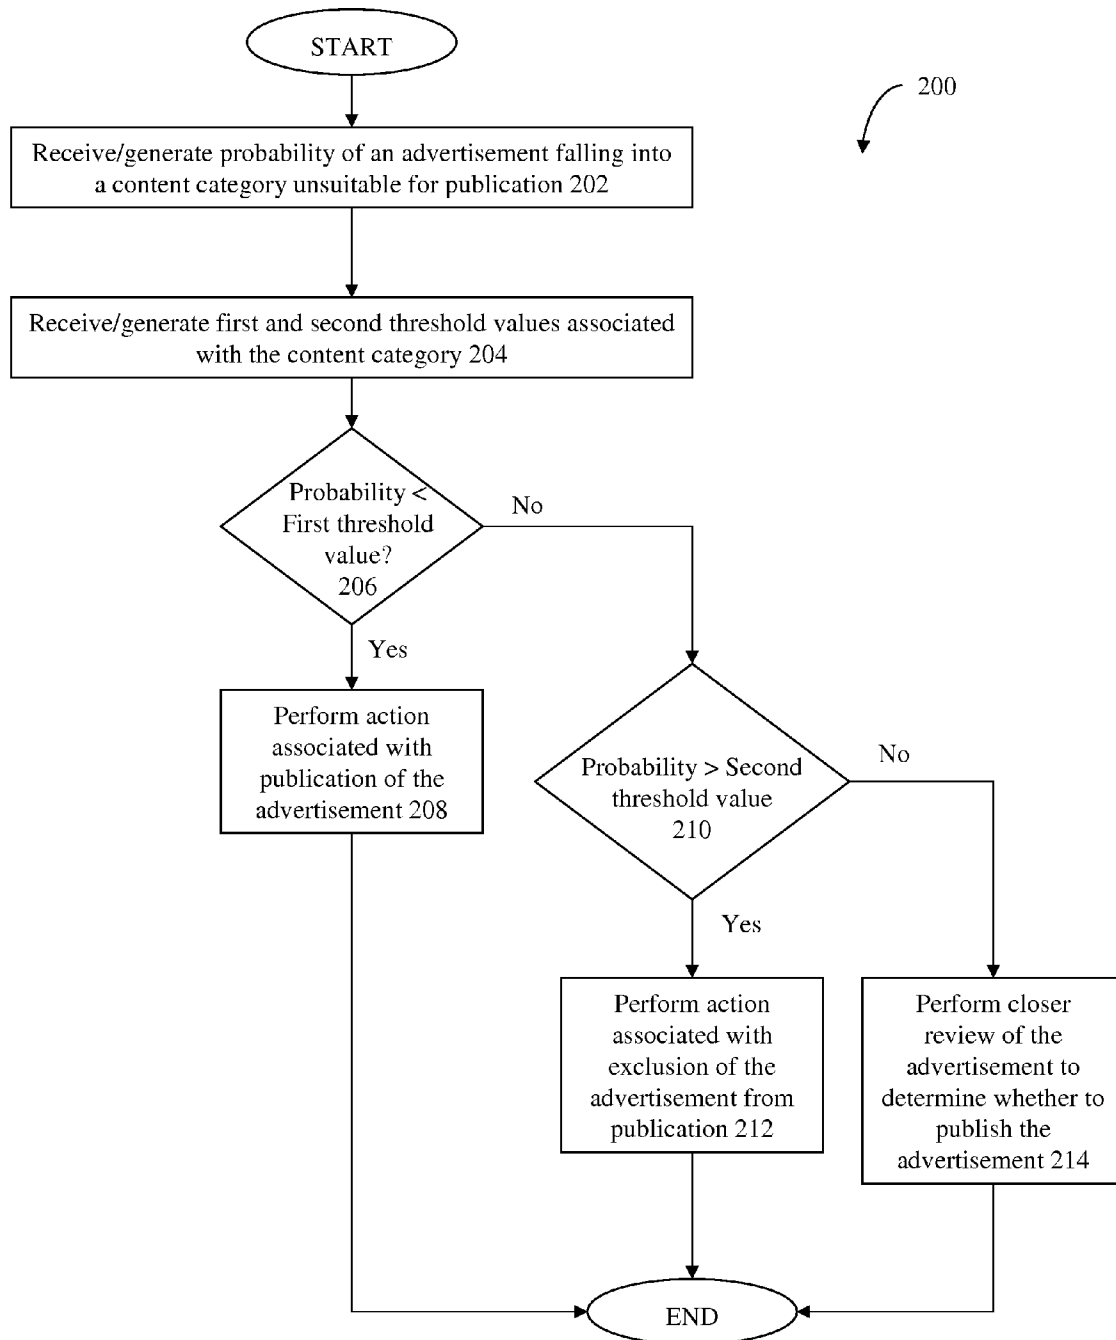 START
200
Receive/generate probability of an advertisement falling into
a content category unsuitable for publication 202
Receive/generate first and second threshold values associated
with the content category 204
Probability <
First threshold
value?
206
No
Yes
Perform action
associated with
publication of the
advertisement 208
Probability > Second
threshold value
210
No
Yes
Perform action
associated with
exclusion of the
advertisement from
publication 212
Perform closer
review of the
advertisement to
determine whether to
publish the
advertisement 214
END